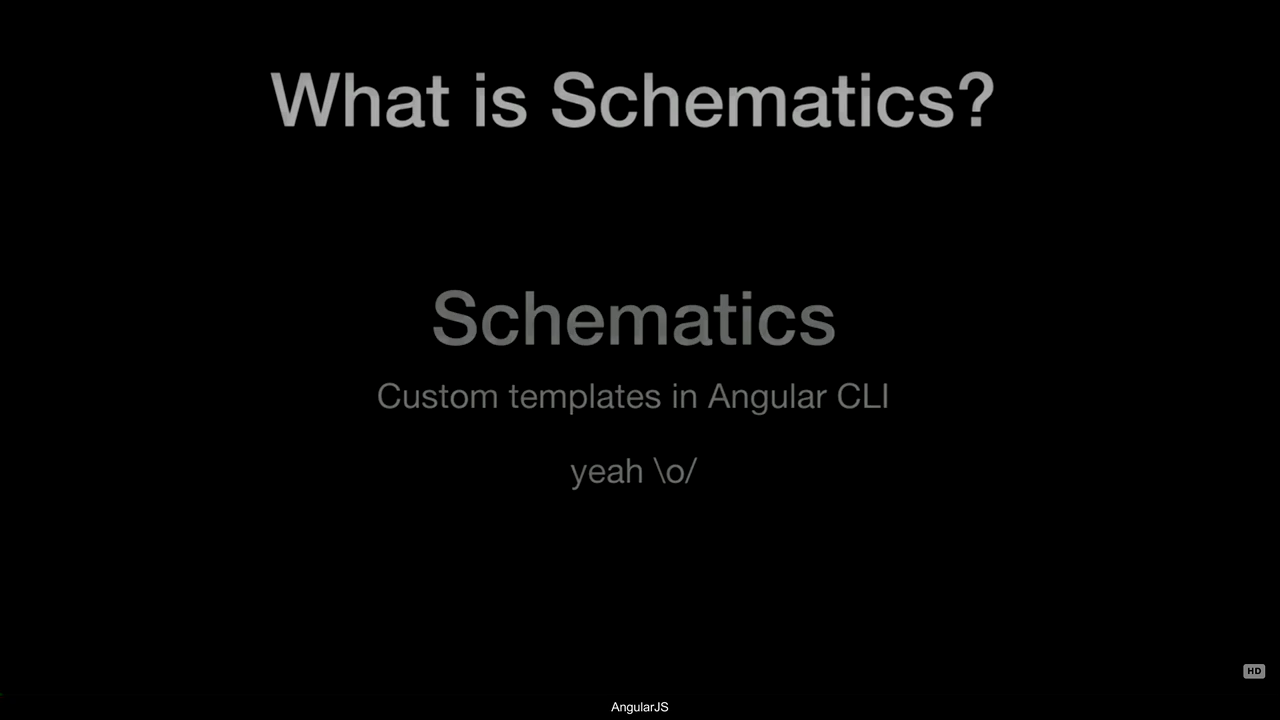 What is Schematics?
Schematics
Custom templates in Angular CLI
yeah \o/
HD
AngularJS